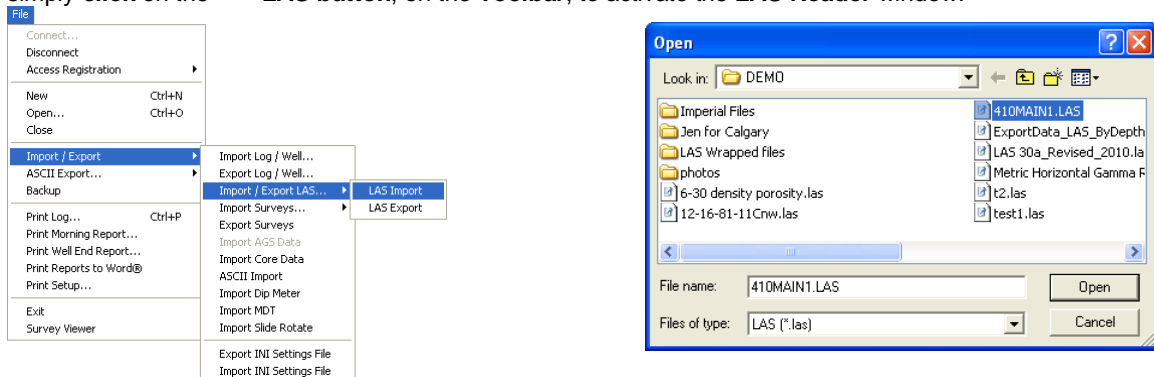 simply click on the LAS button, on the Toolbar, to activate the LAS Reader window
File
Connect...
Disconnect
Access Registration
New Ctrl+N
Open... Ctrl+O
Close
Import / Export
ASCII Export...
Backup
Print Log... Ctrl+P
Print Morning Report...
Print Well End Report...
Print Reports to Word®
Print Setup...
Exit
Survey Viewer
Import Log / Well...
Export Log / Well...
Import / Export LAS...
Import Surveys...
Export Surveys
Import AGS Data
Import Core Data
ASCII Import
Import Dip Meter
Import MDT
Import Slide Rotate
Export INI Settings File
Import INI Settings File
LAS Import
LAS Export
Open
Look in: DEMO
Imperial Files
Jen for Calgary
LAS Wrapped files
photos
6-30 density porosity.las
12-16-81-11Cnw.las
410MAIN1.LAS
ExportData_LAS_ByDepth
LAS 30a_Revised_2010.la
Metric Horizontal Gamma R
t2.las
test1.las
File name: 410MAIN1.LAS Open
Files of type: LAS (*.las) Cancel